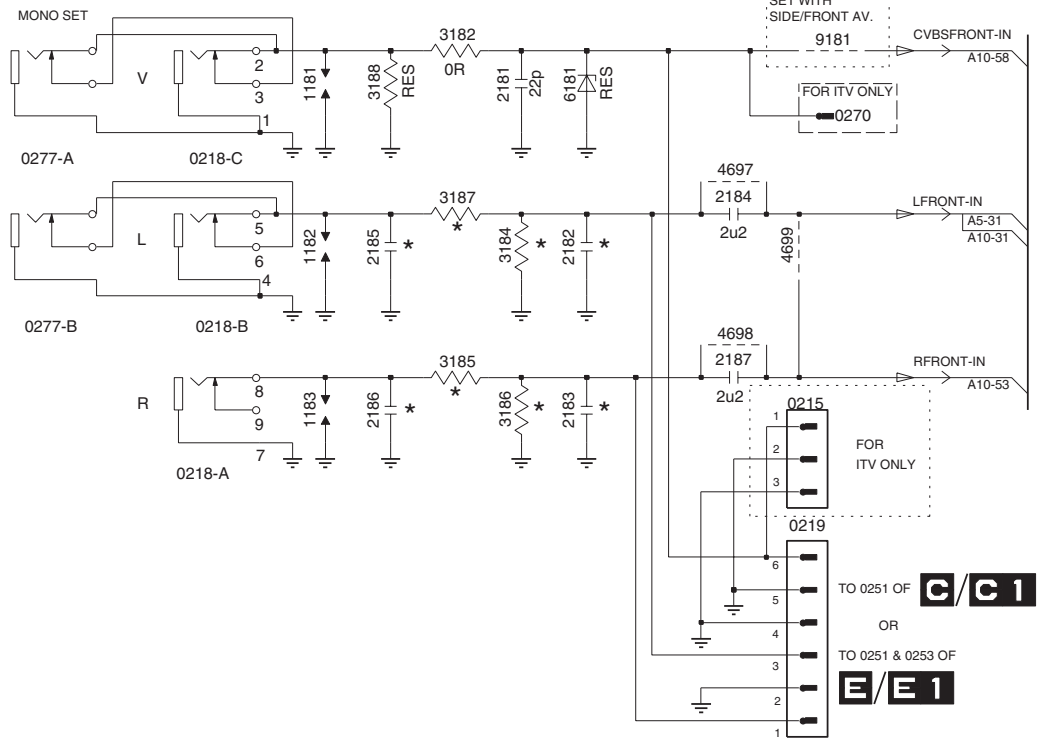 SET WITH
MONO SET
SIDE/FRONT AV.
3182
9181
CVBSFRONT-IN
A10-58
V
2
3
1
1181
3188
RES
0R
2181
22p
6181
RES
FOR ITV ONLY
0270
0277-A
0218-C
4697
3187
2184
LFRONT-IN
A5-31
A10-31
L
5
6
4
1182
2185
*
*
3184
*
2182
*
2u2
4699
0277-B
0218-B
4698
3185
2187
RFRONT-IN
A10-53
R
8
9
7
1183
2186
*
*
3186
*
2183
*
2u2
0215
1
2
3
FOR
ITV ONLY
0218-A
0219
6
5
4
3
2
1
TO 0251 OF C/C 1
OR
TO 0251 & 0253 OF
E/E 1